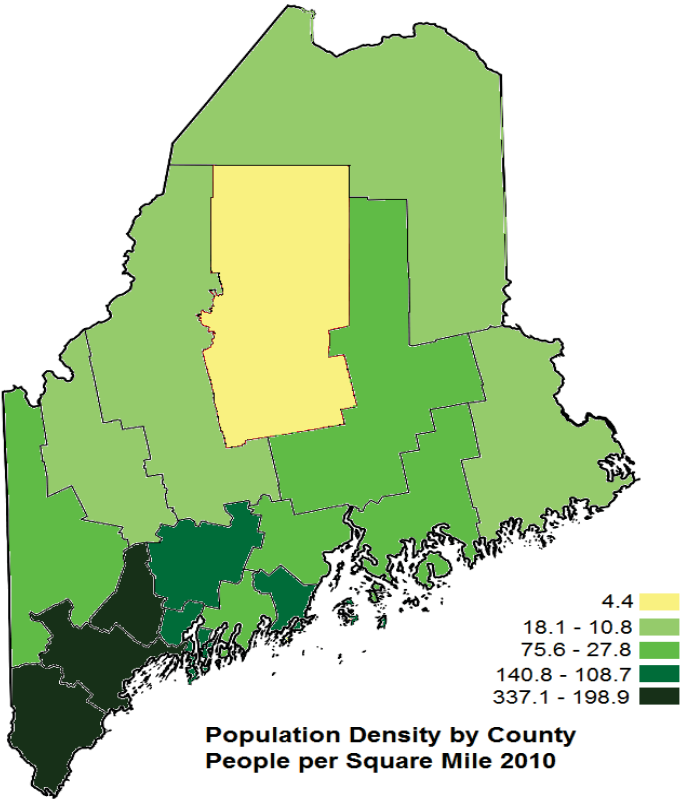 4.4
18.1 - 10.8
75.6 - 27.8
140.8 - 108.7
337.1 - 198.9
Population Density by County
People per Square Mile 2010